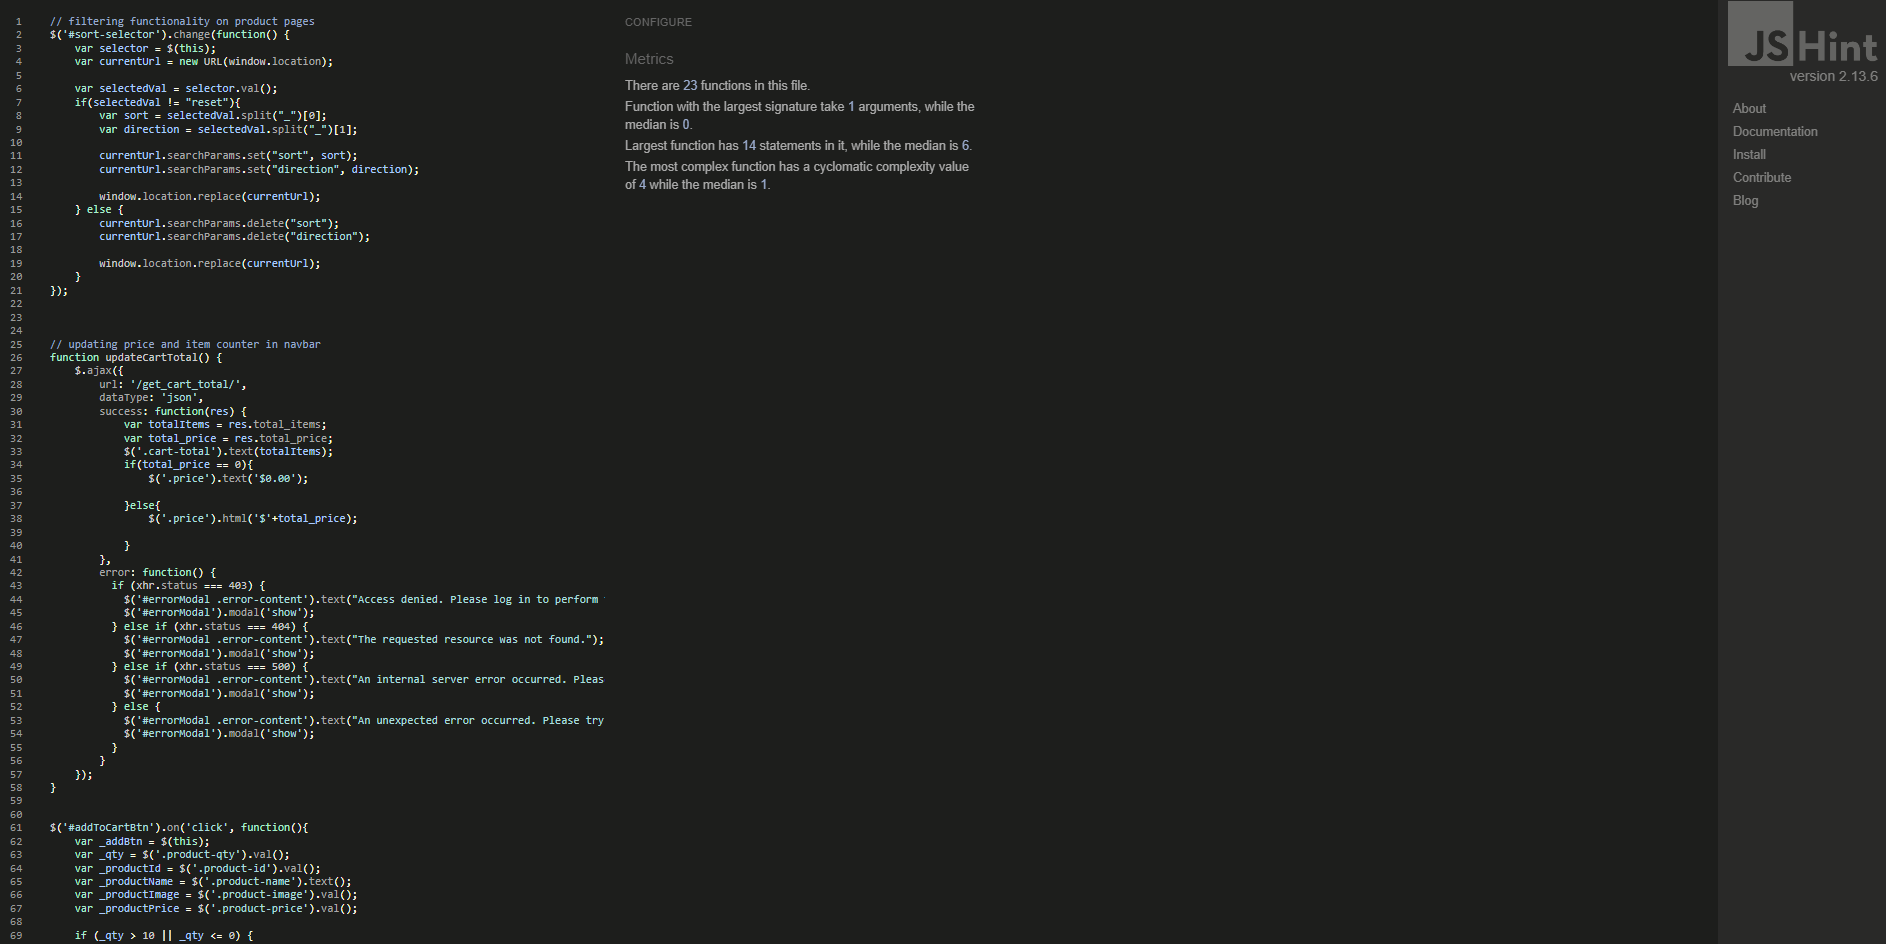 1 // filtering functionality on product pages
2 $('#sort-selector').change(function() {
3 var selector = $(this);
4 var currentUrl = new URL(window.location);
5
6 var selectedVal = selector.val();
7 if(selectedVal != "reset"){
8 var sort = selectedVal.split("_")[0];
9 var direction = selectedVal.split("_")[1];
10
11 currentUrl.searchParams.set("sort", sort);
12 currentUrl.searchParams.set("direction", direction);
13
14 window.location.replace(currentUrl);
15 } else {
16 currentUrl.searchParams.delete("sort");
17 currentUrl.searchParams.delete("direction");
18
19 window.location.replace(currentUrl);
20 }
21 });
22
23
24
25 // updating price and item counter in navbar
26 function updateCartTotal() {
27 $.ajax({
28 url: '/get_cart_total/',
29 dataType: 'json',
30 success: function(res) {
31 var totalItems = res.total_items;
32 var total_price = res.total_price;
33 $('.cart-total').text(totalItems);
34 if(total_price == 0){
35 $('.price').text('$0.00');
36
37 }else{
38 $('.price').html('$'+total_price);
39
40 }
41 },
42 error: function() {
43 if (xhr.status === 403) {
44 $('#errorModal .error-content').text("Access denied. Please log in to perform
45 $('#errorModal').modal('show');
46 } else if (xhr.status === 404) {
47 $('#errorModal .error-content').text("The requested resource was not found.");
48 $('#errorModal').modal('show');
49 } else if (xhr.status === 500) {
50 $('#errorModal .error-content').text("An internal server error occurred. Pleas
51 $('#errorModal').modal('show');
52 } else {
53 $('#errorModal .error-content').text("An unexpected error occurred. Please try
54 $('#errorModal').modal('show');
55 }
56 }
57 });
58 }
59
60
61 $('#addToCartBtn').on('click', function(){
62 var _addBtn = $(this);
63 var _qty = $('.product-qty').val();
64 var _productId = $('.product-id').val();
65 var _productName = $('.product-name').text();
66 var _productImage = $('.product-image').val();
67 var _productPrice = $('.product-price').val();
68
69 if (_qty > 10 || _qty <= 0) {
CONFIGURE
Metrics
There are 23 functions in this file.
Function with the largest signature take 1 arguments, while the
median is 0.
Largest function has 14 statements in it, while the median is 6.
The most complex function has a cyclomatic complexity value
of 4 while the median is 1.
JSHint
version 2.13.6
About
Documentation
Install
Contribute
Blog